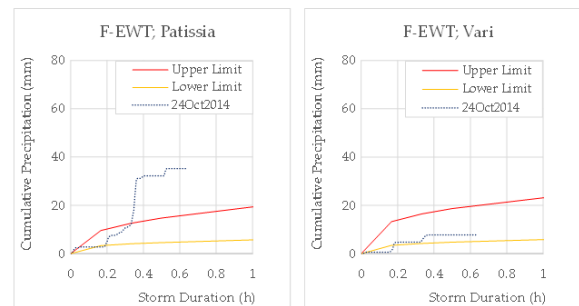 F-EWT; Patissia
Cumulative Precipitation (mm)
80
60
40
20
0
Upper Limit
Lower Limit
24Oct2014
0 0.2 0.4 0.6 0.8 1
Storm Duration (h)
F-EWT; Vari
Cumulative Precipitation (mm)
80
60
40
20
0
Upper Limit
Lower Limit
24Oct2014
0 0.2 0.4 0.6 0.8 1
Storm Duration (h)